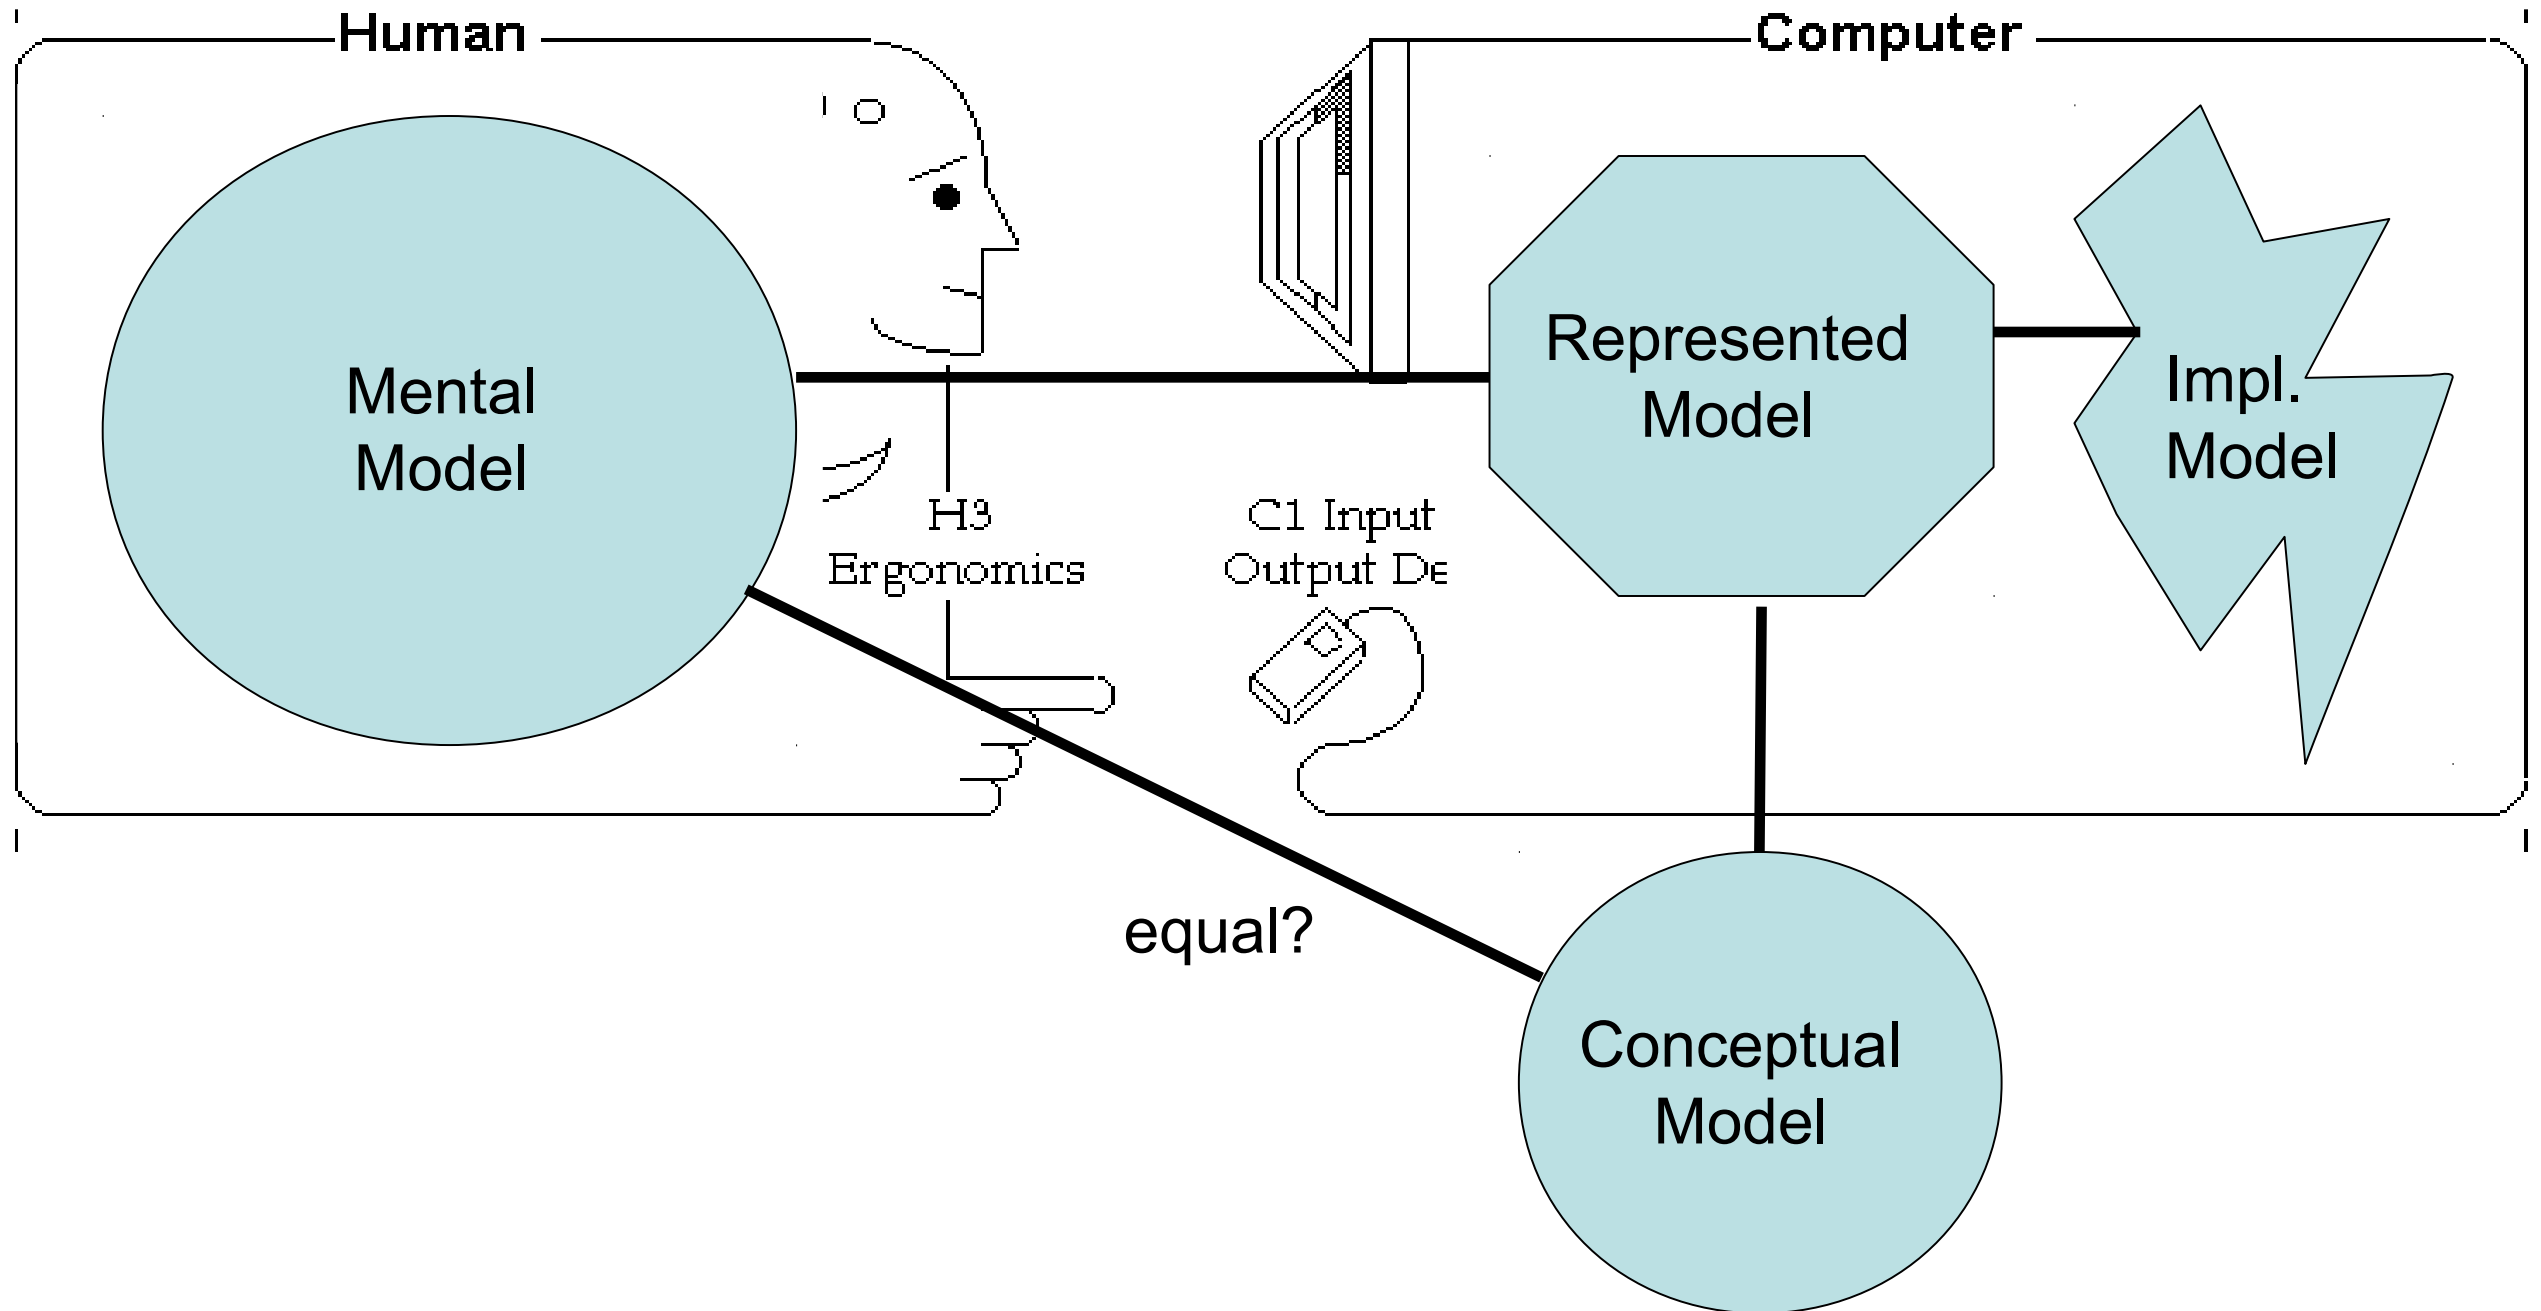 Human
Computer
Mental
Model
Represented
Model
Impl.
Model
H3
Ergonomics
C1 Input
Output De
equal?
Conceptual
Model